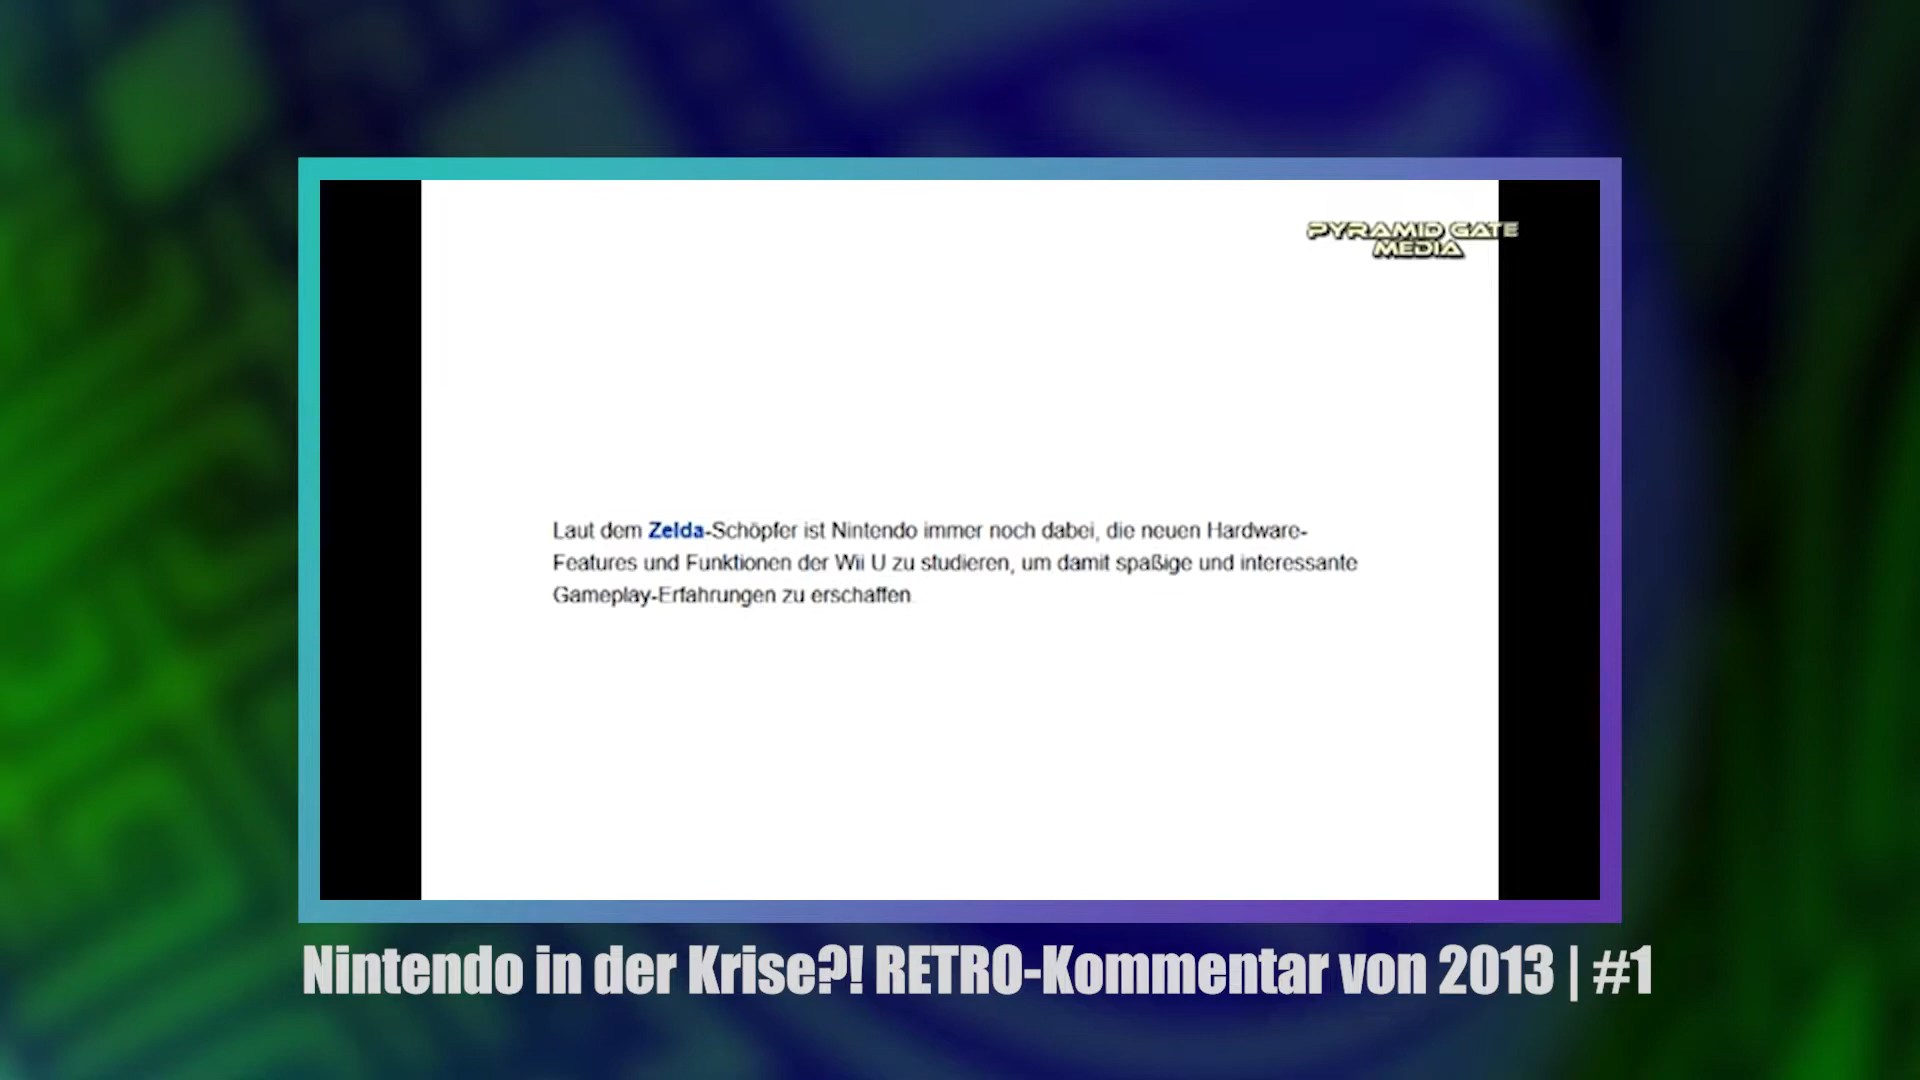 PYRAMID GATE
MEDIA
Laut dem Zelda-Schöpfer ist Nintendo immer noch dabei, die neuen Hardware-
Features und Funktionen der Wii U zu studieren, um damit spaßige und interessante
Gameplay-Erfahrungen zu erschaffen
Nintendo in der Krise?! RETRO-Kommentar von 2013 | #1